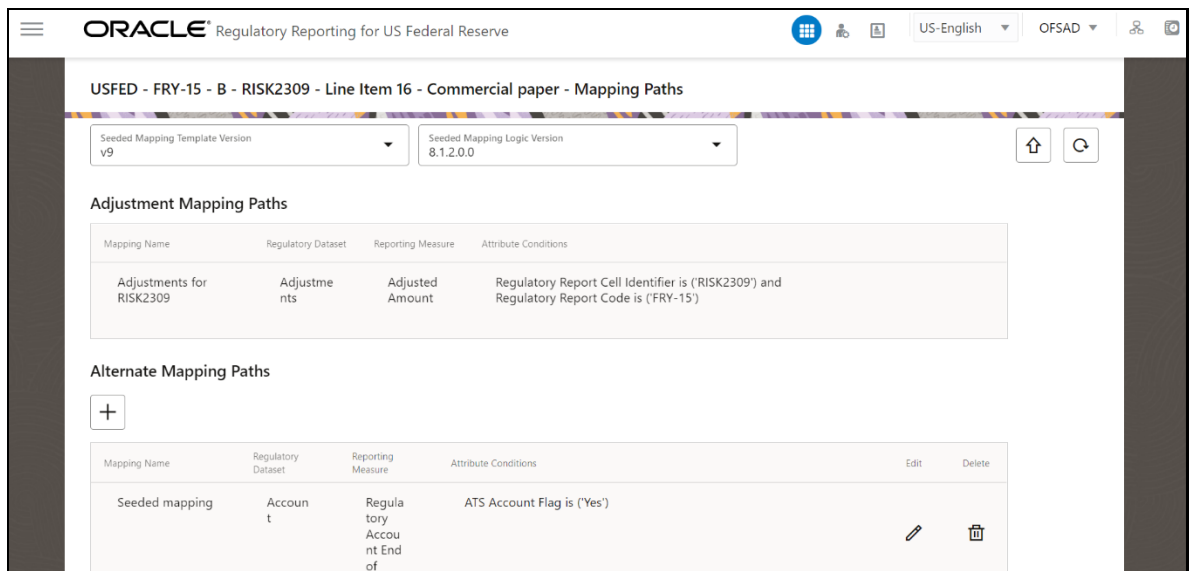 ORACLE® Regulatory Reporting for US Federal Reserve
US-English
OFSAD
USFED - FRY-15 - B - RISK2309 - Line Item 16 - Commercial paper - Mapping Paths
Seeded Mapping Template Version
v9
Seeded Mapping Logic Version
8.1.2.0.0
Adjustment Mapping Paths
Mapping Name Regulatory Dataset Reporting Measure Attribute Conditions
Adjustments for Adjustme Adjusted Regulatory Report Cell Identifier is ('RISK2309') and
RISK2309 nts Amount Regulatory Report Code is ('FRY-15')
Alternate Mapping Paths
Mapping Name Regulatory Reporting Attribute Conditions Edit Delete
Dataset Measure
Seeded mapping Accoun Regula ATS Account Flag is ('Yes')
t tory
Accou
nt End
of